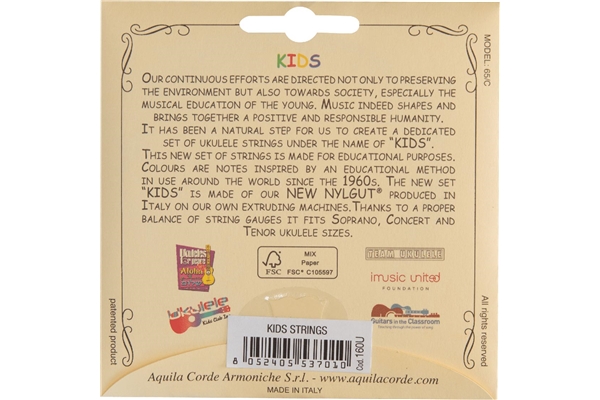 KIDS
OUR CONTINUOUS EFFORTS ARE DIRECTED NOT ONLY TO PRESERVING
THE ENVIRONMENT BUT ALSO TOWARDS SOCIETY, ESPECIALLY THE
MUSICAL EDUCATION OF THE YOUNG. MUSIC INDEED SHAPES AND
BRINGS TOGETHER A POSITIVE AND RESPONSIBLE HUMANITY.
IT HAS BEEN A NATURAL STEP FOR US TO CREATE A DEDICATED
SET OF UKULELE STRINGS UNDER THE NAME OF "KIDS".
THIS NEW SET OF STRINGS IS MADE FOR EDUCATIONAL PURPOSES.
COLOURS ARE NOTES INSPIRED BY AN EDUCATIONAL METHOD
IN USE AROUND THE WORLD SINCE THE 1960S. THE NEW SET
"KIDS" IS MADE OF OUR NEW NYLGUT® PRODUCED IN
ITALY ON OUR OWN EXTRUDING MACHINES. THANKS TO A PROPER
BALANCE OF STRING GAUGES IT FITS SOPRANO, CONCERT AND
TENOR UKULELE SIZES.
MODEL: 65/C
Aloha
FSC
MIX
Paper
FSC® C105597
TEAM UKULELE
imusic united
FOUNDATION
ukulele
Guitars in the Classroom
patented product
All rights reserved
KIDS STRINGS
8 052405 537010
Cod. 160U
Aquila Corde Armoniche S.r.l. - www.aquilacorde.com
MADE IN ITALY